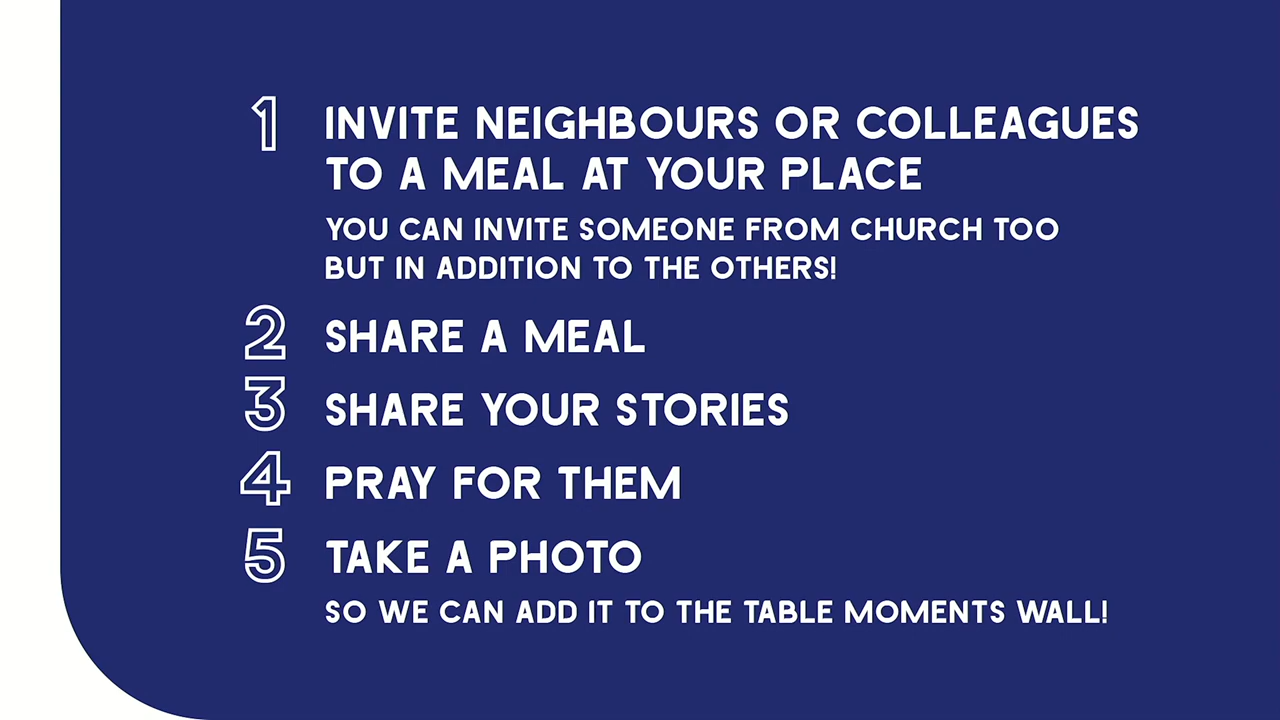 1 INVITE NEIGHBOURS OR COLLEAGUES
TO A MEAL AT YOUR PLACE
YOU CAN INVITE SOMEONE FROM CHURCH TOO
BUT IN ADDITION TO THE OTHERS!
2 SHARE A MEAL
3 SHARE YOUR STORIES
4 PRAY FOR THEM
5 TAKE A PHOTO
SO WE CAN ADD IT TO THE TABLE MOMENTS WALL!